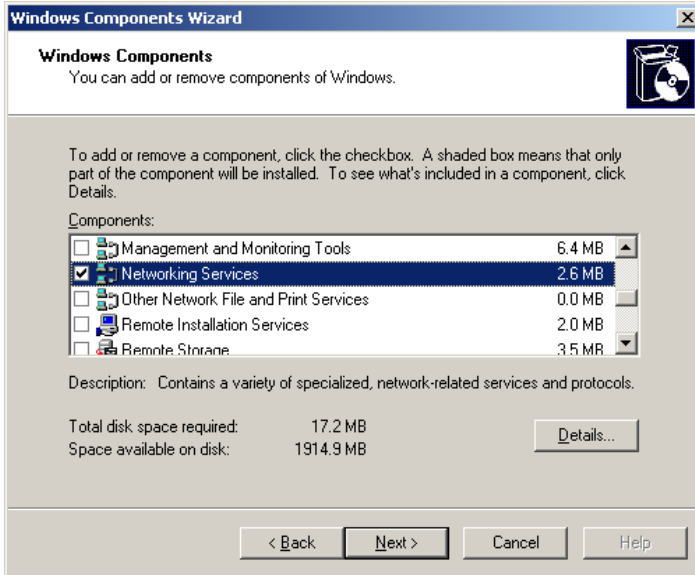 Windows Components Wizard
Windows Components
You can add or remove components of Windows.
To add or remove a component, click the checkbox. A shaded box means that only
part of the component will be installed. To see what's included in a component, click
Details.
Components:
Management and Monitoring Tools 6.4 MB
Networking Services 2.6 MB
Other Network File and Print Services 0.0 MB
Remote Installation Services 2.0 MB
Remote Storage 3.5 MB
Description: Contains a variety of specialized, network-related services and protocols.
Total disk space required: 17.2 MB
Space available on disk: 1914.9 MB
Details...
< Back Next > Cancel Help